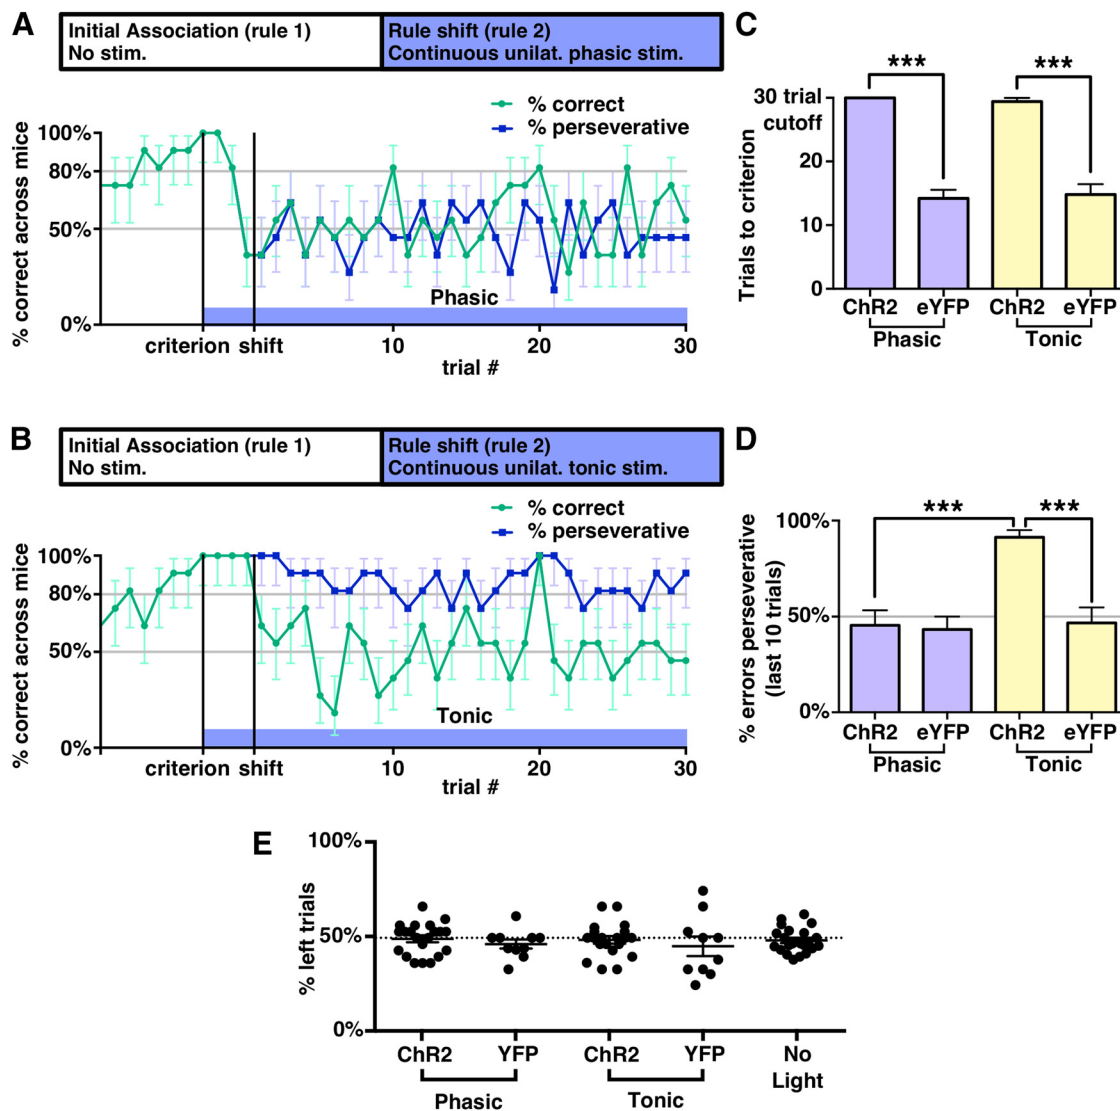 A
Initial Association (rule 1)
No stim.
Rule shift (rule 2)
Continuous unilat. phasic stim.
% correct
% perseverative
% correct across mice
100%
80%
50%
0%
Phasic
criterion shift
10
20
30
trial #
B
Initial Association (rule 1)
No stim.
Rule shift (rule 2)
Continuous unilat. tonic stim.
% correct
% perseverative
% correct across mice
100%
80%
50%
0%
Tonic
criterion shift
10
20
30
trial #
C
***
***
Trials to criterion
30 trial
cutoff
20
10
0
ChR2
eYFP
ChR2
eYFP
Phasic
Tonic
D
***
***
% errors perseverative
(last 10 trials)
100%
50%
0%
ChR2
eYFP
ChR2
eYFP
Phasic
Tonic
E
% left trials
100%
50%
0%
ChR2
YFP
ChR2
YFP
No
Light
Phasic
Tonic